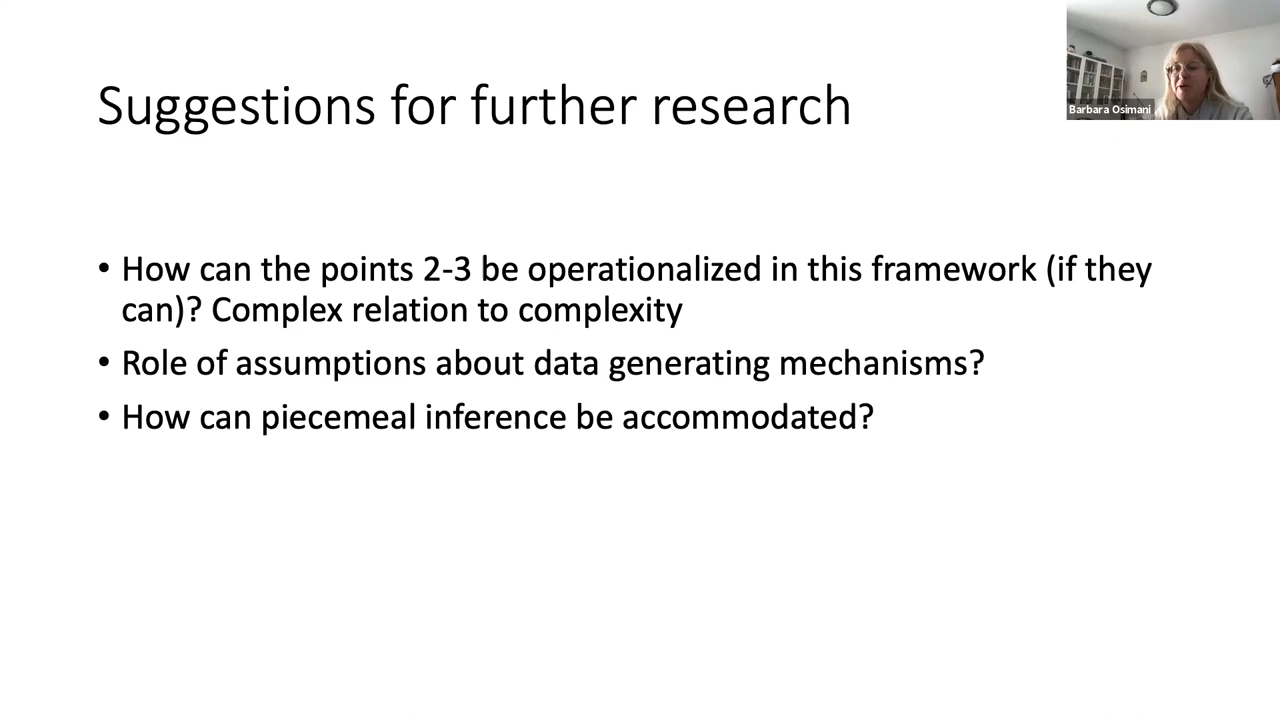 Suggestions for further research
Barbara Osimani
• How can the points 2-3 be operationalized in this framework (if they
can)? Complex relation to complexity
• Role of assumptions about data generating mechanisms?
• How can piecemeal inference be accommodated?